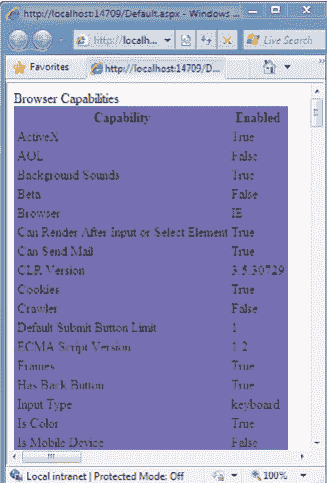 http://localhost:14709/Default.aspx - Windows ...
http://localh...
Live Search
Favorites
http://localhost:14709/D...
Browser Capabilities
Capability Enabled
ActiveX True
AOL False
Background Sounds True
Beta False
Browser IE
Can Render After Input or Select Element True
Can Send Mail True
CLR Version 3.5.30729
Cookies True
Crawler False
Default Submit Button Limit 1
ECMA Script Version 1.2
Frames True
Has Back Button True
Input Type keyboard
Is Color True
Is Mobile Device False
Local intranet | Protected Mode: Off
100%